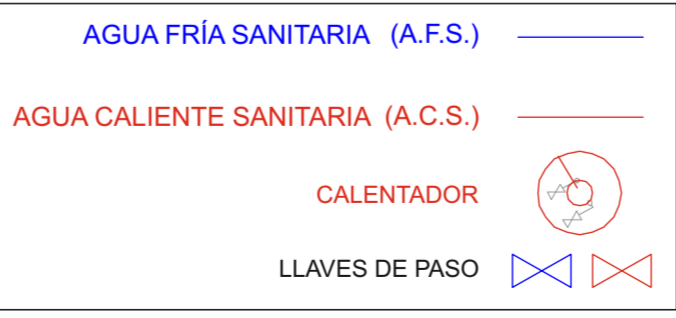 AGUA FRÍA SANITARIA (A.F.S.)
AGUA CALIENTE SANITARIA (A.C.S.)
CALENTADOR
LLAVES DE PASO